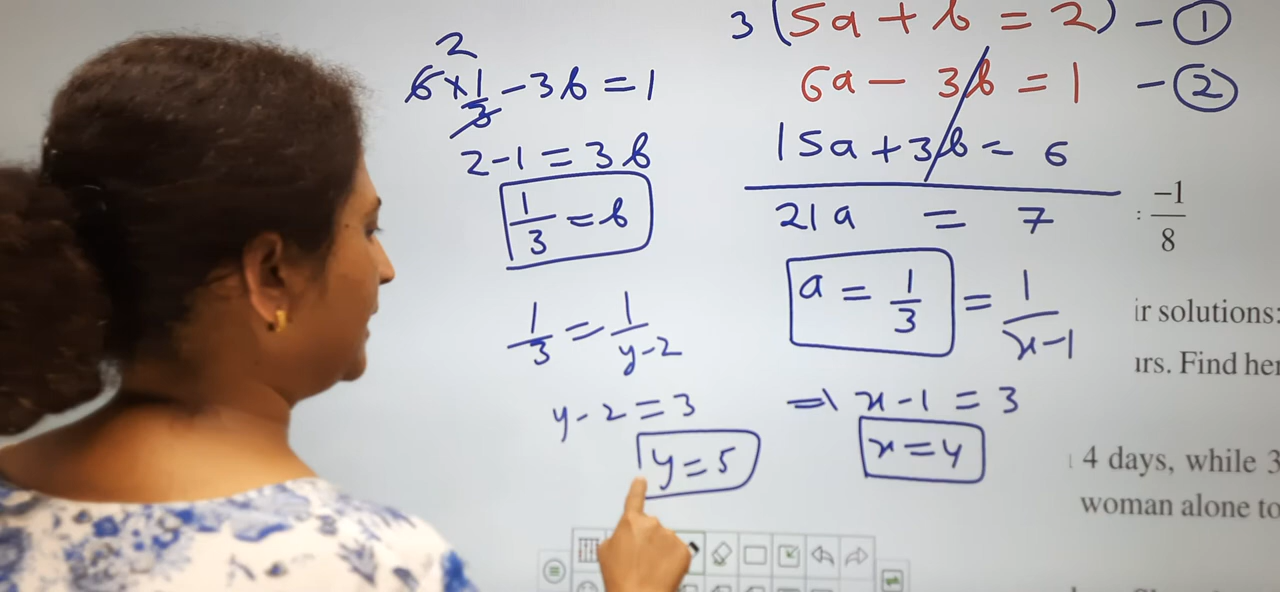 3 (5a + b = 2) - ①
6a - 3b = 1 - ②
15a + 3b = 6
21a = 7
a = 1/3 = 1/x-1
⇒ x-1 = 3
x = 4
2
6 × 1/3 - 3b = 1
2-1 = 3b
1/3 = b
1/3 = 1/y-2
y-2 = 3
y = 5
: -1/8
ir solutions:
urs. Find her
4 days, while 3
woman alone to